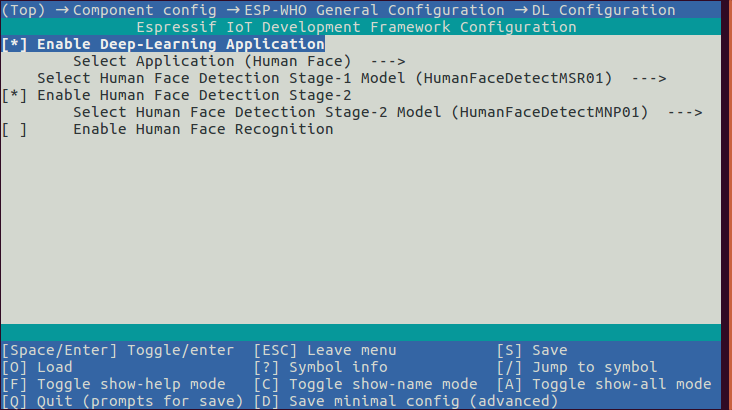 (Top) → Component config → ESP-WHO General Configuration → DL Configuration
Espressif IoT Development Framework Configuration
[*] Enable Deep-Learning Application
Select Application (Human Face)  --->
Select Human Face Detection Stage-1 Model (HumanFaceDetectMSR01)  --->
[*] Enable Human Face Detection Stage-2
Select Human Face Detection Stage-2 Model (HumanFaceDetectMNP01)  --->
[ ]     Enable Human Face Recognition
[Space/Enter] Toggle/enter  [ESC] Leave menu           [S] Save
[O] Load                    [?] Symbol info            [/] Jump to symbol
[F] Toggle show-help mode   [C] Toggle show-name mode  [A] Toggle show-all mode
[Q] Quit (prompts for save) [D] Save minimal config (advanced)